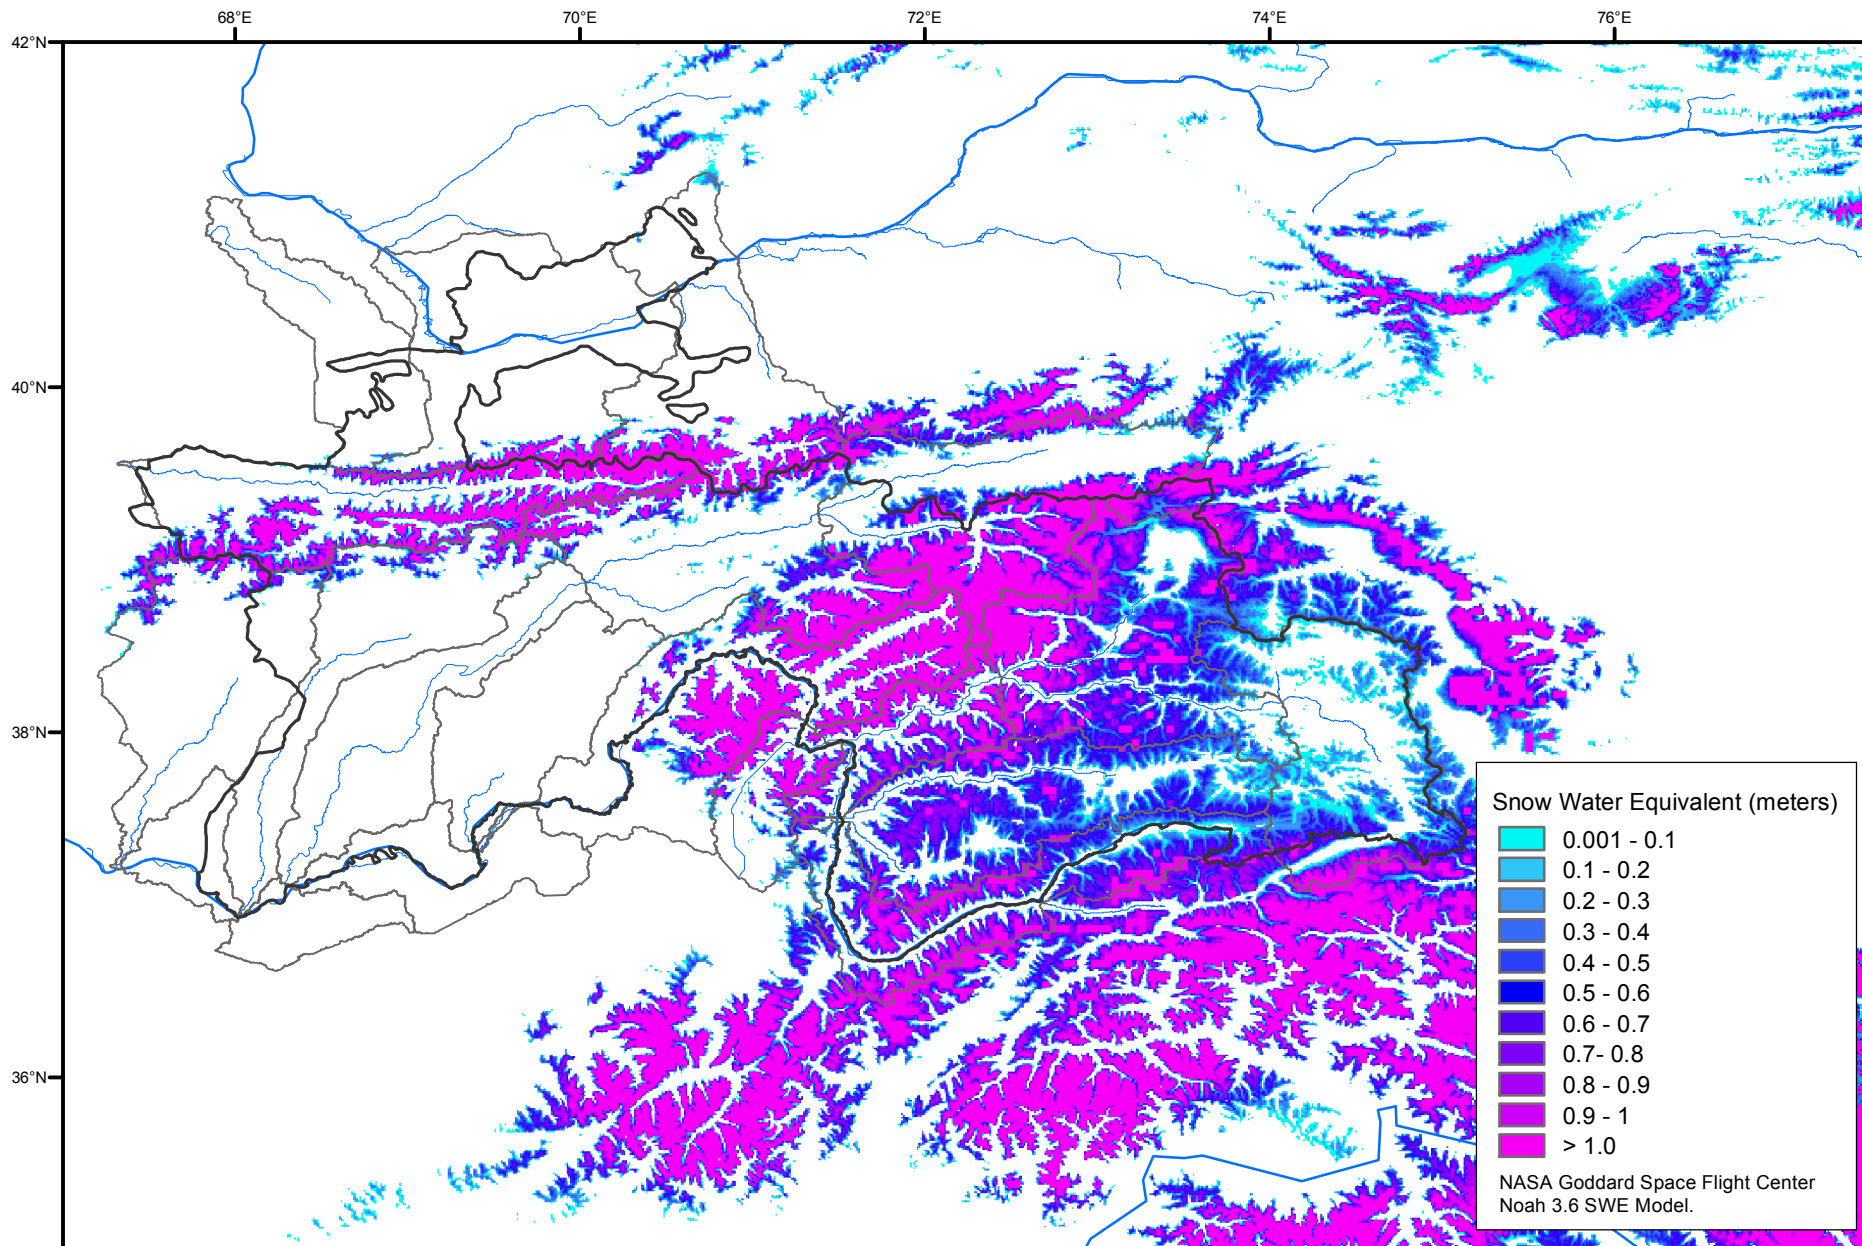 68°E
70°E
72°E
74°E
76°E
42°N
40°N
38°N
36°N
Snow Water Equivalent (meters)
0.001 - 0.1
0.1 - 0.2
0.2 - 0.3
0.3 - 0.4
0.4 - 0.5
0.5 - 0.6
0.6 - 0.7
0.7- 0.8
0.8 - 0.9
0.9 - 1
> 1.0
NASA Goddard Space Flight Center
Noah 3.6 SWE Model.